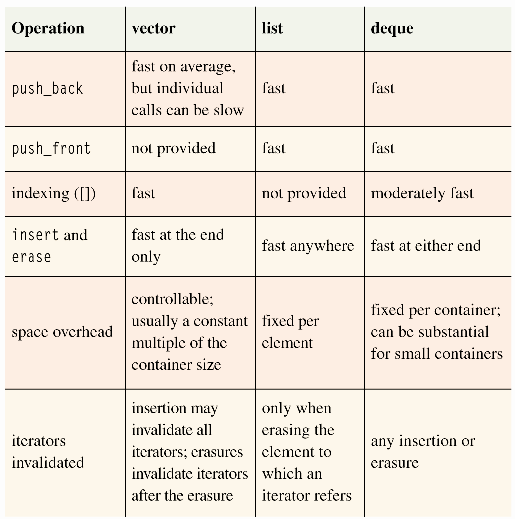 Operation vector list deque
push_back
fast on average,
but individual
calls can be slow
fast
fast
push_front not provided fast fast
indexing ([]) fast not provided moderately fast
insert and
erase
fast at the end
only
fast anywhere
fast at either end
space overhead
controllable;
usually a constant
multiple of the
container size
fixed per
element
fixed per container;
can be substantial
for small containers
iterators
invalidated
insertion may
invalidate all
iterators; erasures
invalidate iterators
after the erasure
only when
erasing the
element to
which an
iterator refers
any insertion or
erasure